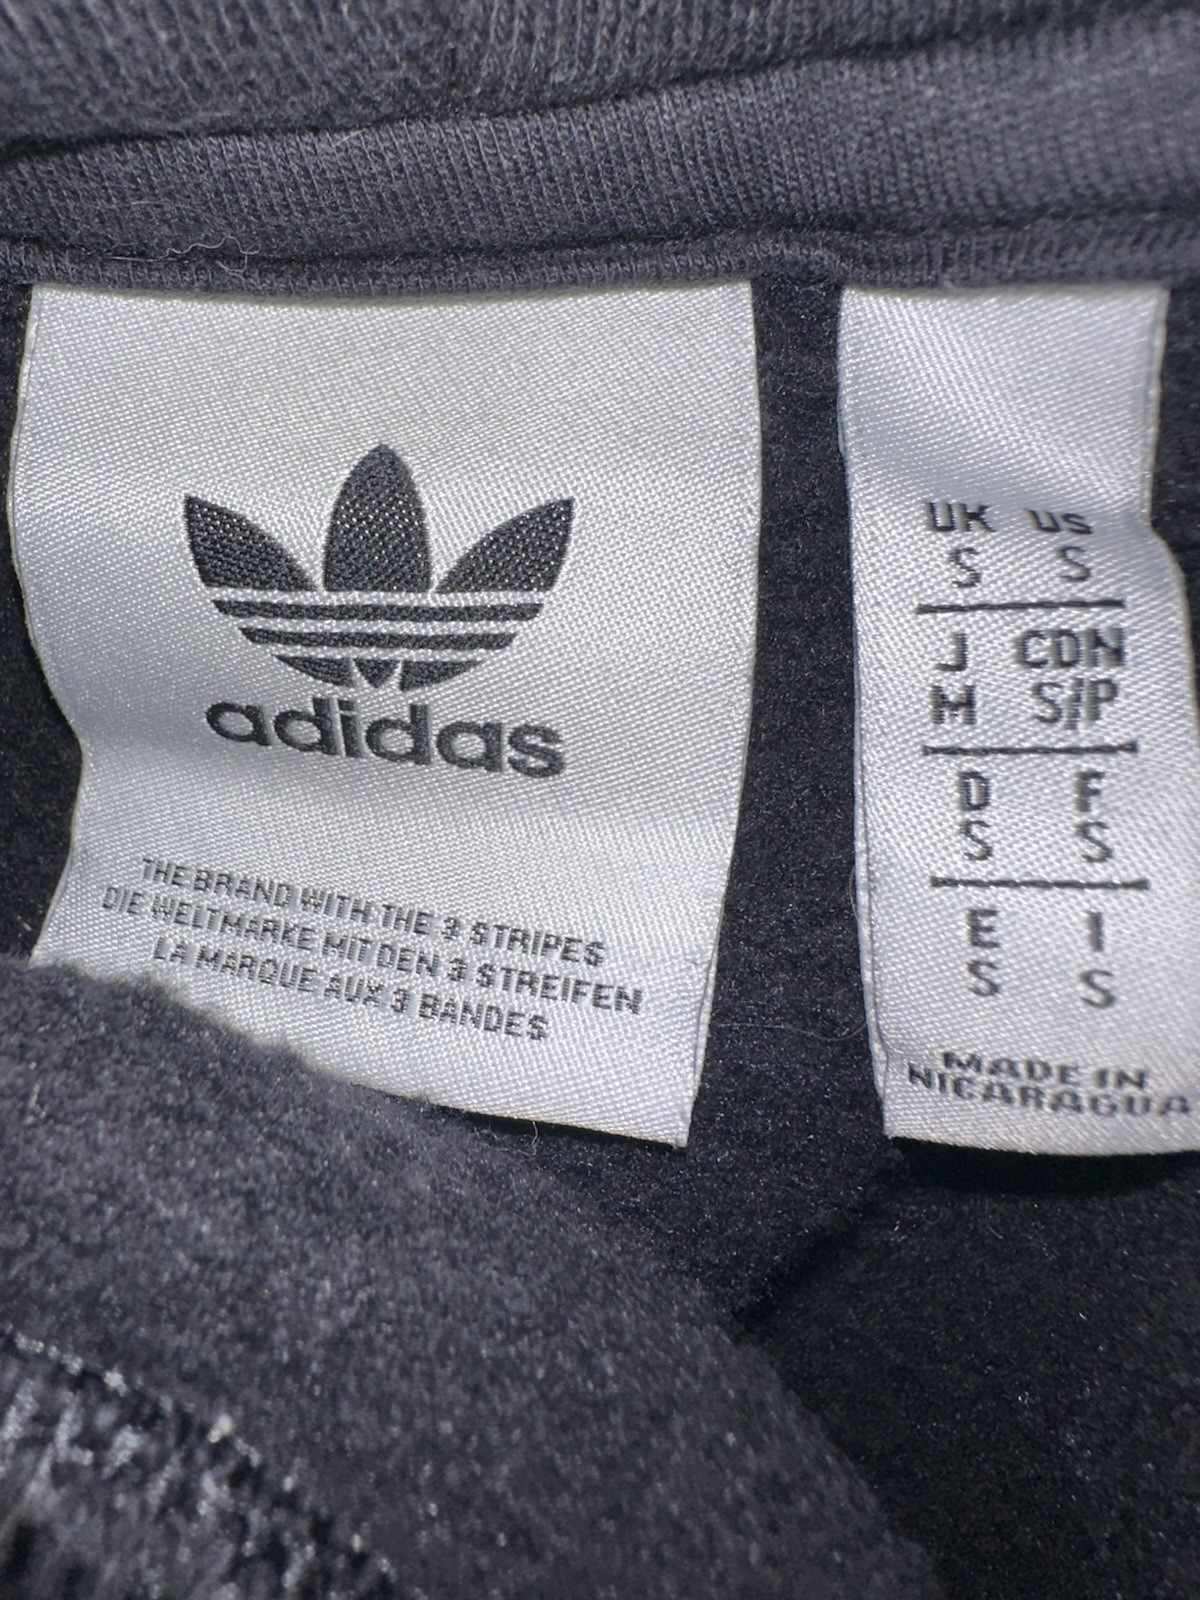 adidas
THE BRAND WITH THE 3 STRIPES
DIE WELTMARKE MIT DEN 3 STREIFEN
LA MARQUE AUX 3 BANDES
UK US
S S
J CDN
M S/P
D F
S S
E I
S S
MADE IN
NICARAGUA